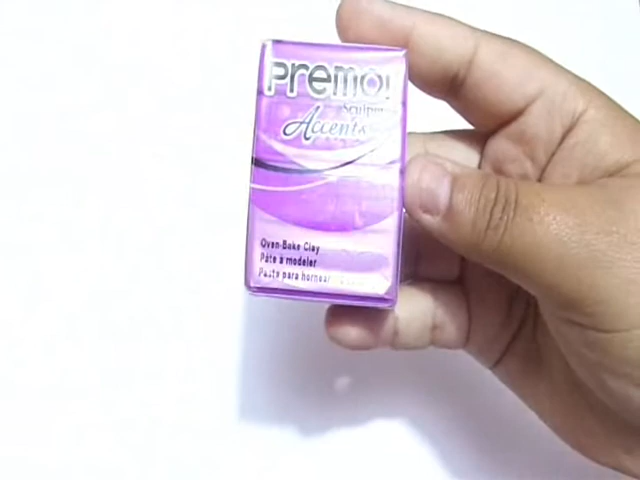 Premo!
Sculpey
Accents
Oven-Bake Clay
Pâte à modeler
Pasta para hornear